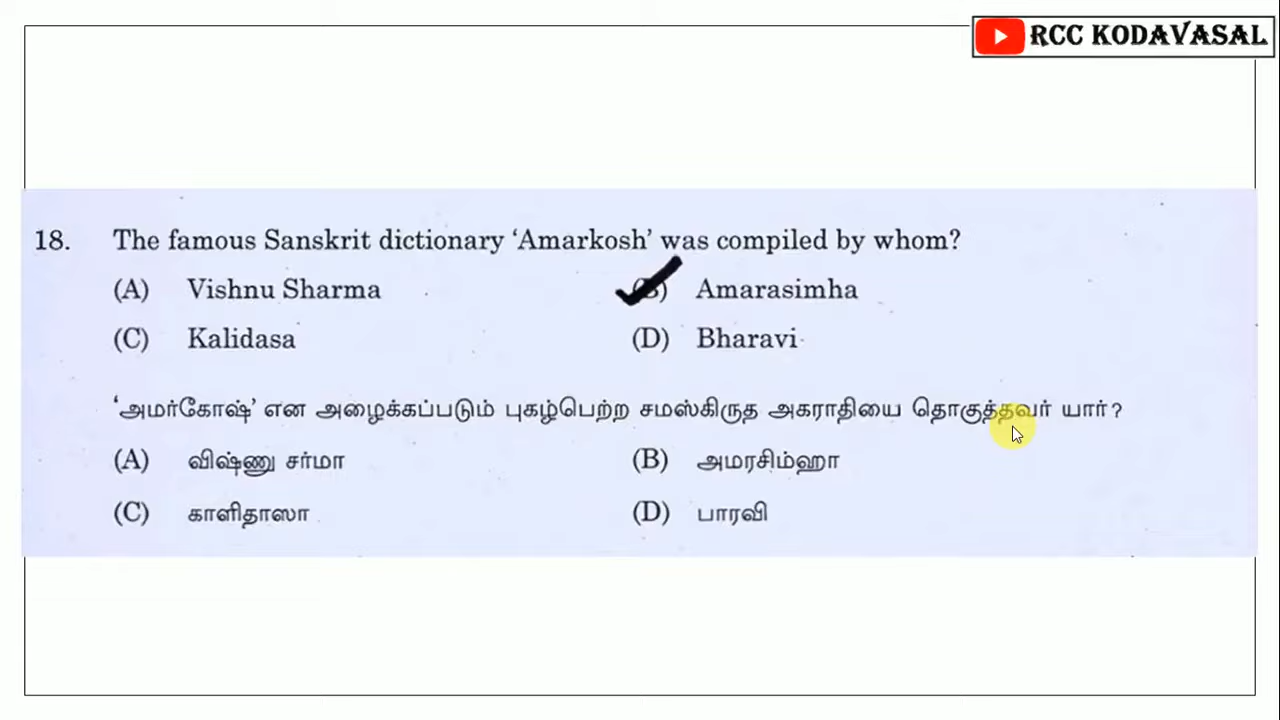 RCC KODAVASAL
18. The famous Sanskrit dictionary ‘Amarkosh’ was compiled by whom?
(A) Vishnu Sharma (B) Amarasimha
(C) Kalidasa (D) Bharavi
‘அமர்கோஷ்’ என அழைக்கப்படும் புகழ்பெற்ற சமஸ்கிருத அகராதியை தொகுத்தவர் யார்?
(A) விஷ்ணு சர்மா (B) அமரசிம்ஹா
(C) காளிதாஸா (D) பாரவி